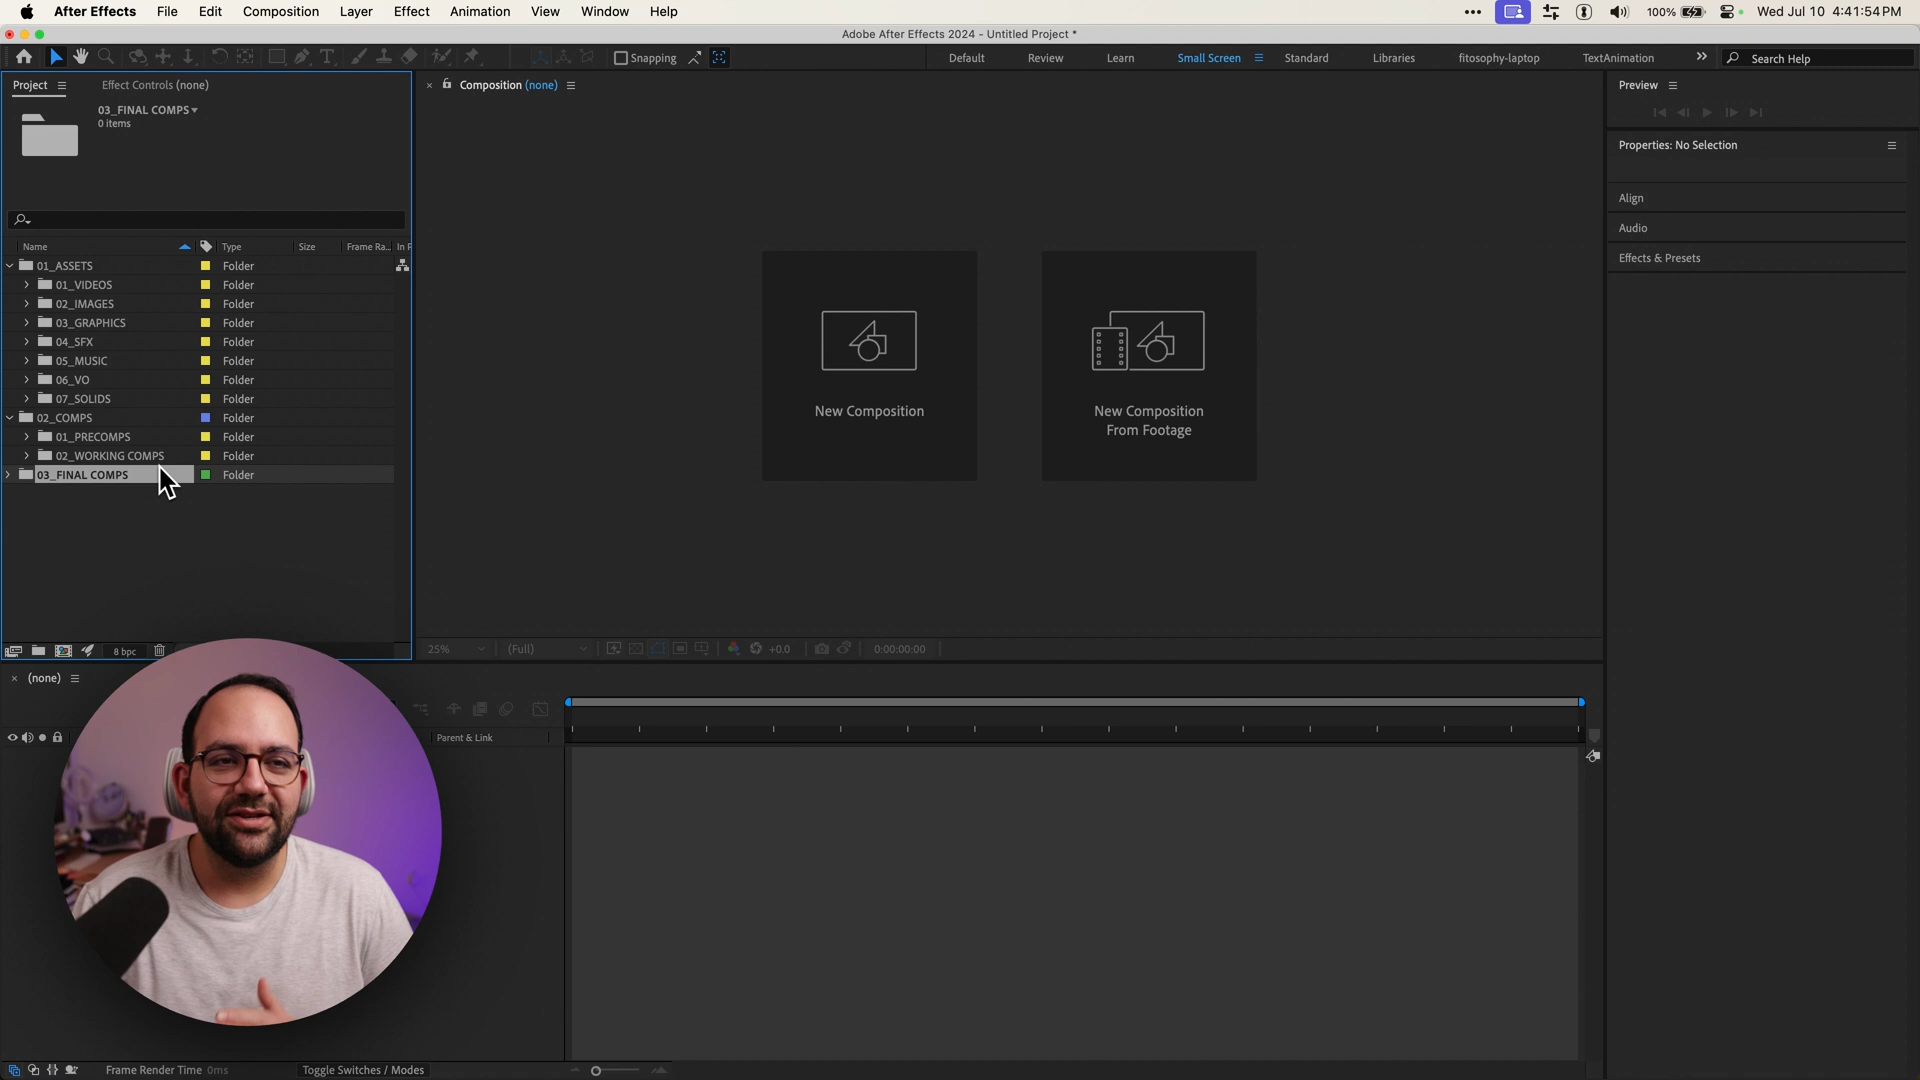 After Effects File Edit Composition Layer Effect Animation View Window Help 100% Wed Jul 10 4:41:54 PM
Adobe After Effects 2024 - Untitled Project *
Snapping Default Review Learn Small Screen Standard Libraries fitosophy-laptop TextAnimation Search Help
Project Effect Controls (none)
Composition (none)
Preview
03_FINAL COMPS
0 items
Properties: No Selection
Align
Audio
Effects & Presets
Name Type Size Frame Ra... In P
01_ASSETS Folder
01_VIDEOS Folder
02_IMAGES Folder
03_GRAPHICS Folder
04_SFX Folder
05_MUSIC Folder
06_VO Folder
07_SOLIDS Folder
02_COMPS Folder
01_PRECOMPS Folder
02_WORKING COMPS Folder
03_FINAL COMPS Folder
New Composition
New Composition
From Footage
8 bpc
25% (Full) +0.0 0:00:00:00
(none)
Parent & Link
Frame Render Time 0ms Toggle Switches / Modes